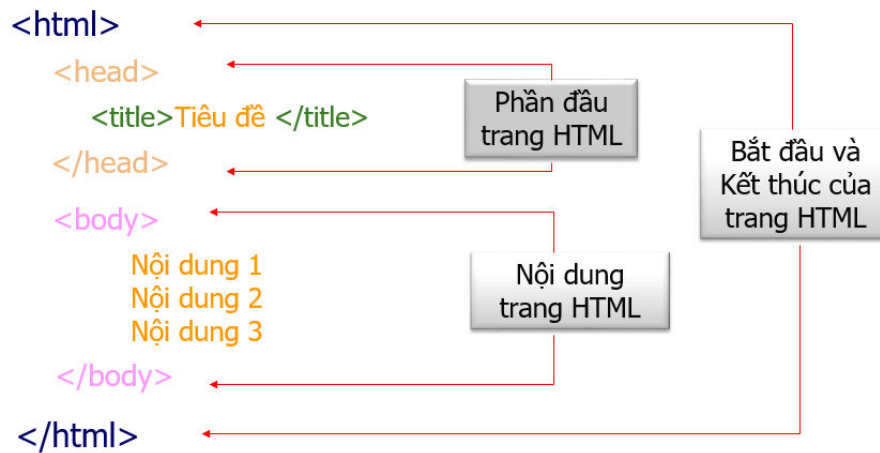 <html>
<head>
<title>Tiêu đề </title>
</head>
<body>
Nội dung 1
Nội dung 2
Nội dung 3
</body>
</html>
Phần đầu
trang HTML
Nội dung
trang HTML
Bắt đầu và
Kết thúc của
trang HTML